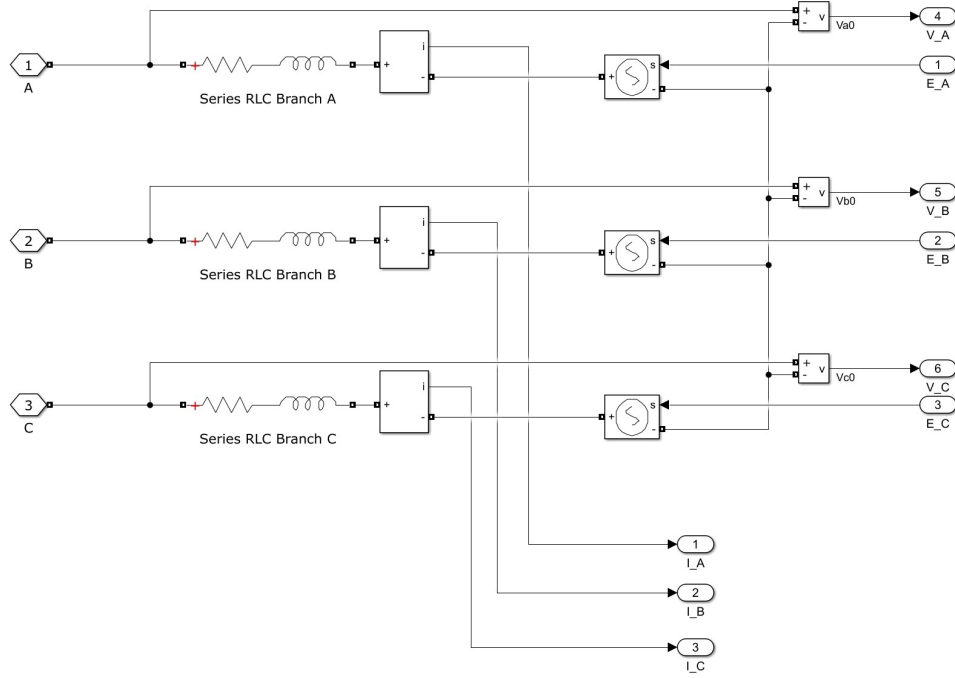 +
v
-
Va0
4
V_A
1
A
+
Series RLC Branch A
i
+
-
s
+
-
1
E_A
+
v
-
Vb0
5
V_B
2
B
+
Series RLC Branch B
i
+
-
s
+
-
2
E_B
+
v
-
Vc0
6
V_C
3
C
+
Series RLC Branch C
i
+
-
s
+
-
3
E_C
1
I_A
2
I_B
3
I_C